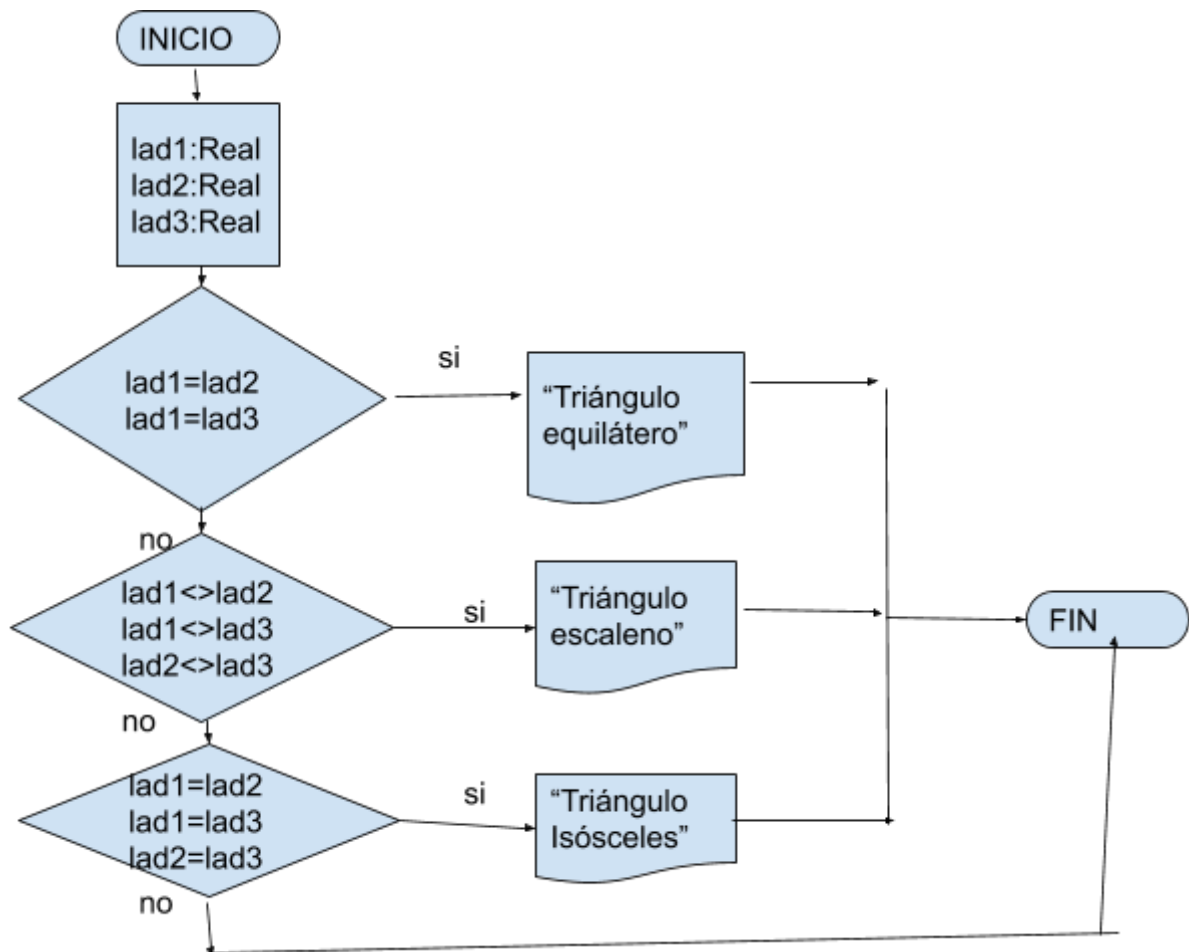 INICIO
lad1:Real
lad2:Real
lad3:Real
lad1=lad2
lad1=lad3
si
“Triángulo
equilátero”
no
lad1<>lad2
lad1<>lad3
lad2<>lad3
si
“Triángulo
escaleno”
FIN
no
lad1=lad2
lad1=lad3
lad2=lad3
si
“Triángulo
Isósceles”
no